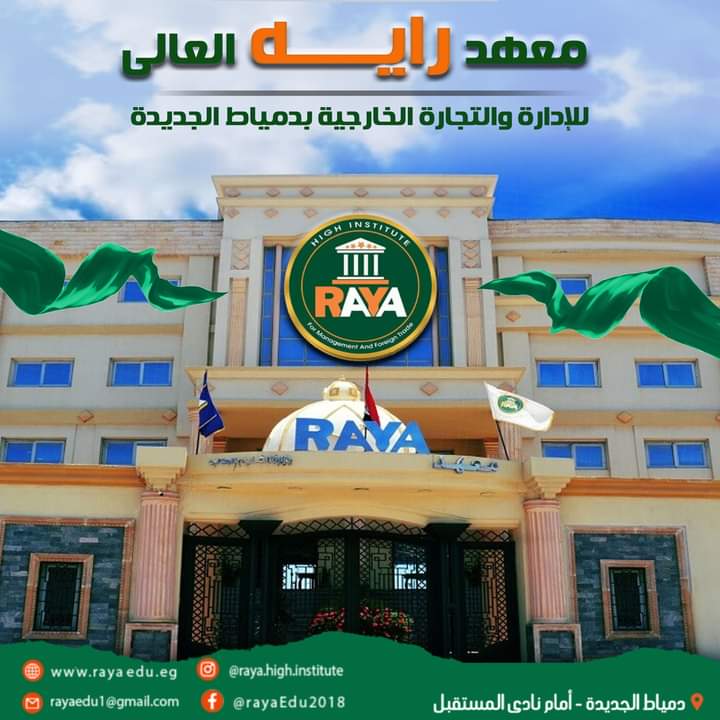 معهد رايه العالى
للإدارة والتجارة الخارجية بدمياط الجديدة
HIGH INSTITUTE
RAYA
For Management And Foreign Trade
RAYA
معهد
www.rayaedu.eg
@raya.high.institute
rayaedu1@gmail.com
@rayaEdu2018
دمياط الجديدة - أمام نادى المستقبل